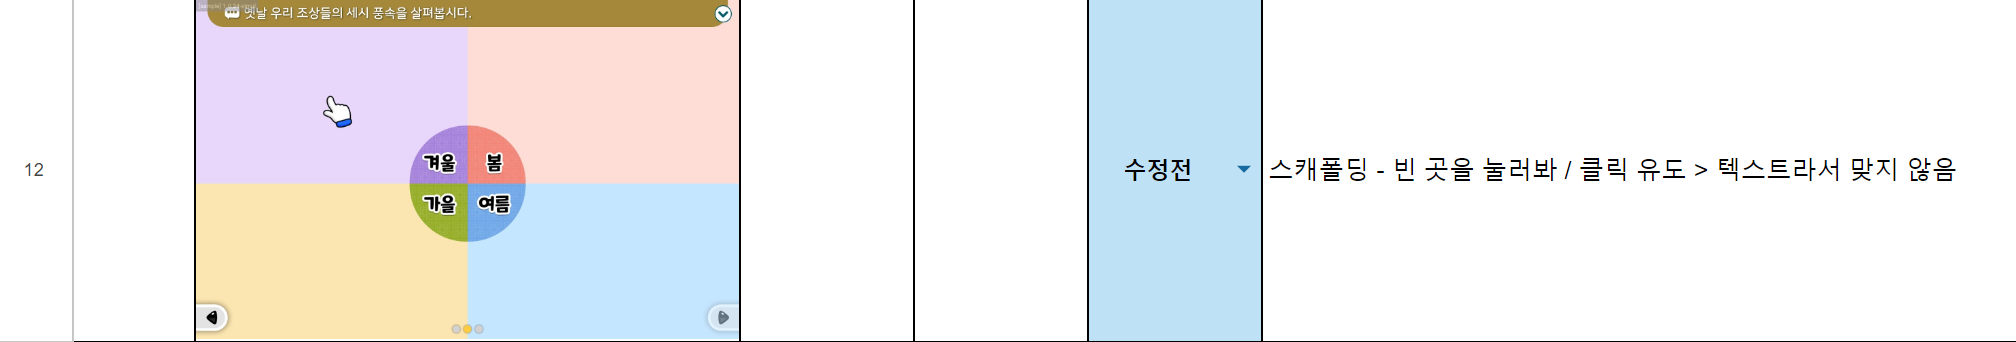 옛날 우리 조상들의 세시 풍속을 살펴봅시다.
겨울 봄
가을 여름
12
수정전
스캐폴딩 - 빈 곳을 눌러봐 / 클릭 유도 > 텍스트라서 맞지 않음